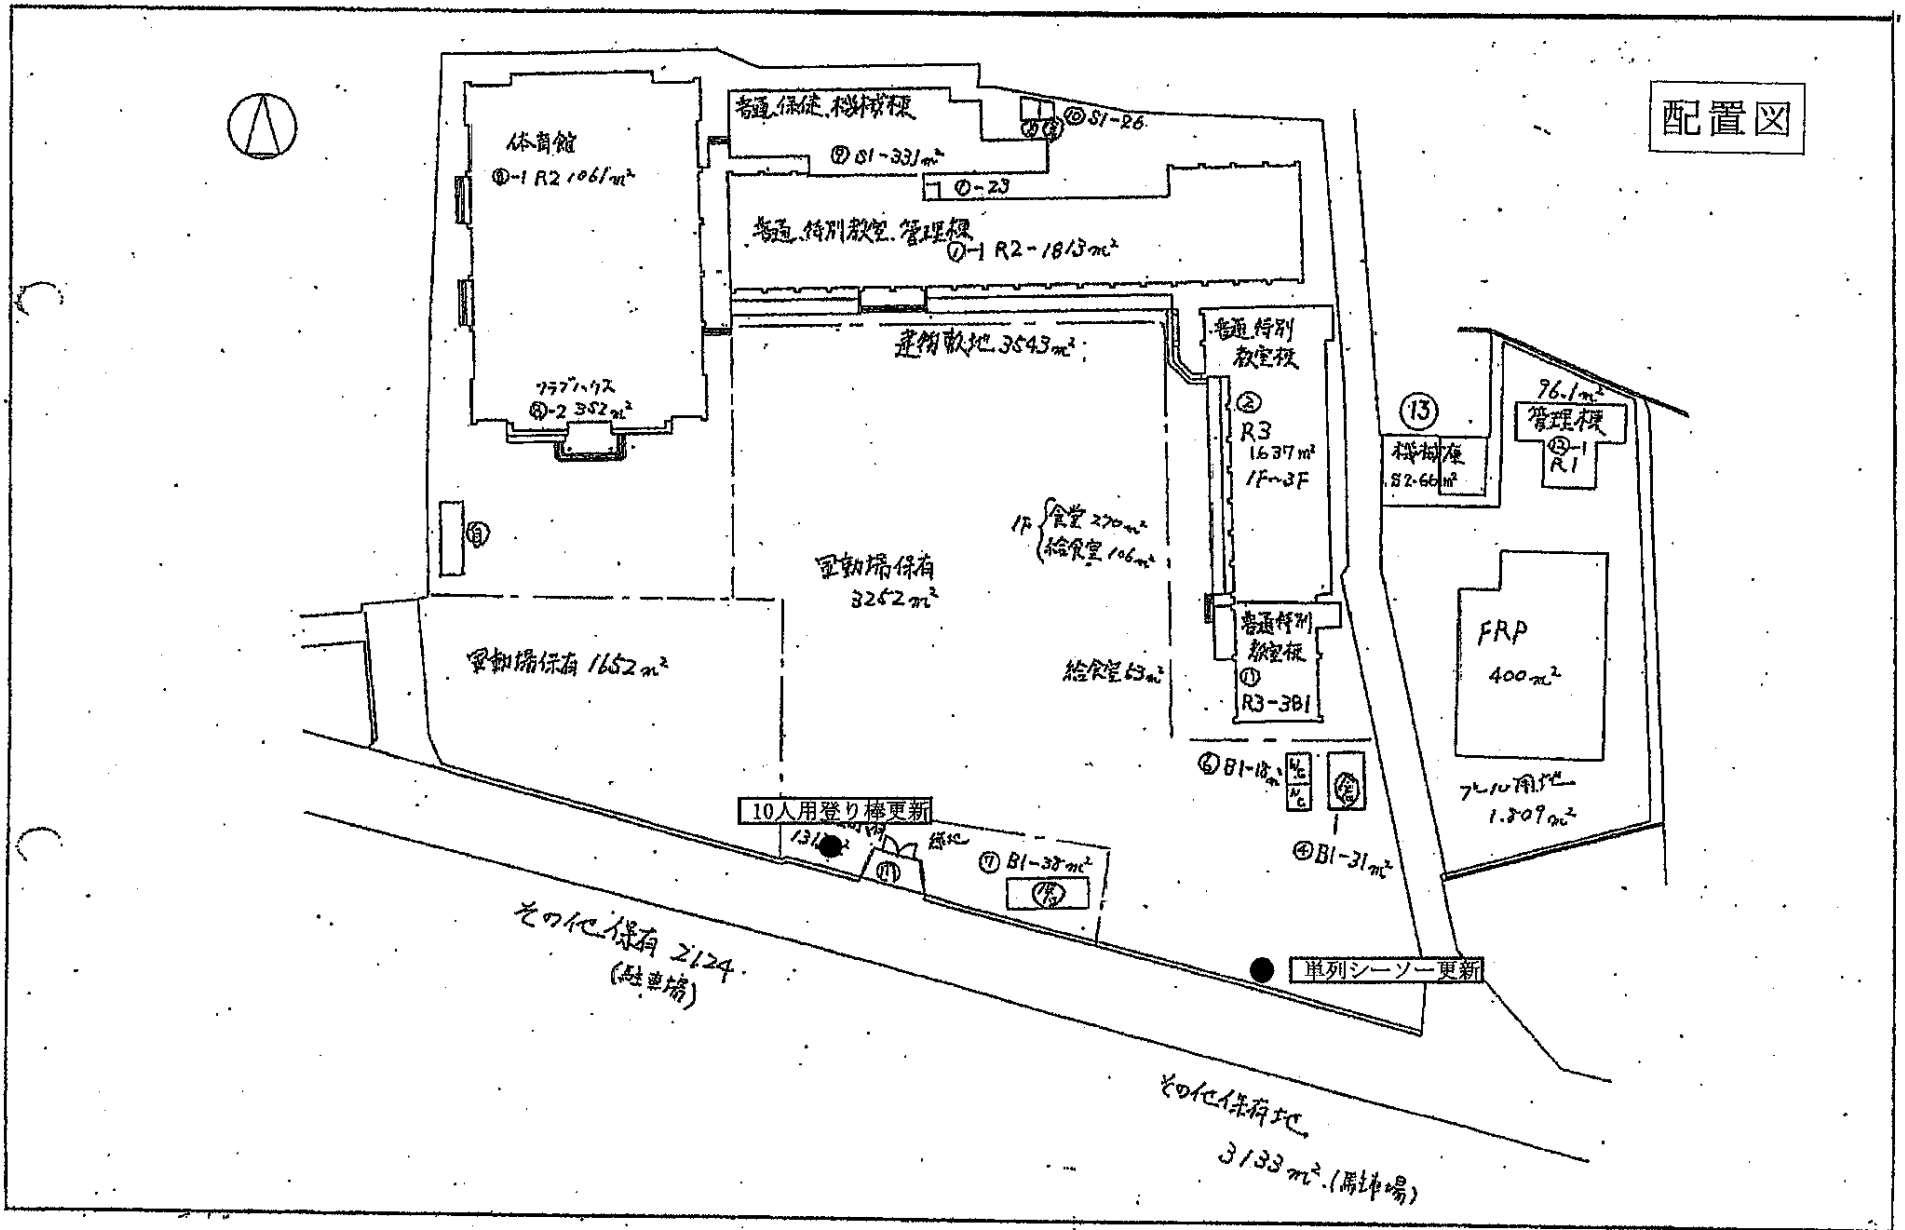 配置図
体育館
⑧-1 R2 1061m²
普通.保健.機械棟
⑨ S1-331m²
⑩ S1-26
①-23
普通.特別教室.管理棟
①-1 R2-1813m²
建物敷地 3543m²
クラブハウス
⑧-2 352m²
普通.特別
教室棟
②
R3
1637m²
1F~3F
1F
食堂 270m²
給食室 106m²
運動場保有
3252m²
運動場保有 1652m²
給食室 63m²
普通特別
教室棟
⑪
R3-381
⑬
機械庫
S2-66m²
96.1m²
管理棟
⑫-1
R1
FRP
400m²
プール用地
1.809m²
⑥ B1-18m²
W.C
W.C
④ B1-31m²
10人用登り棒更新
緑地
⑦ B1-38m²
単列シーソー更新
その他保有 2124
(駐車場)
その他保有地
3133m².(駐車場)